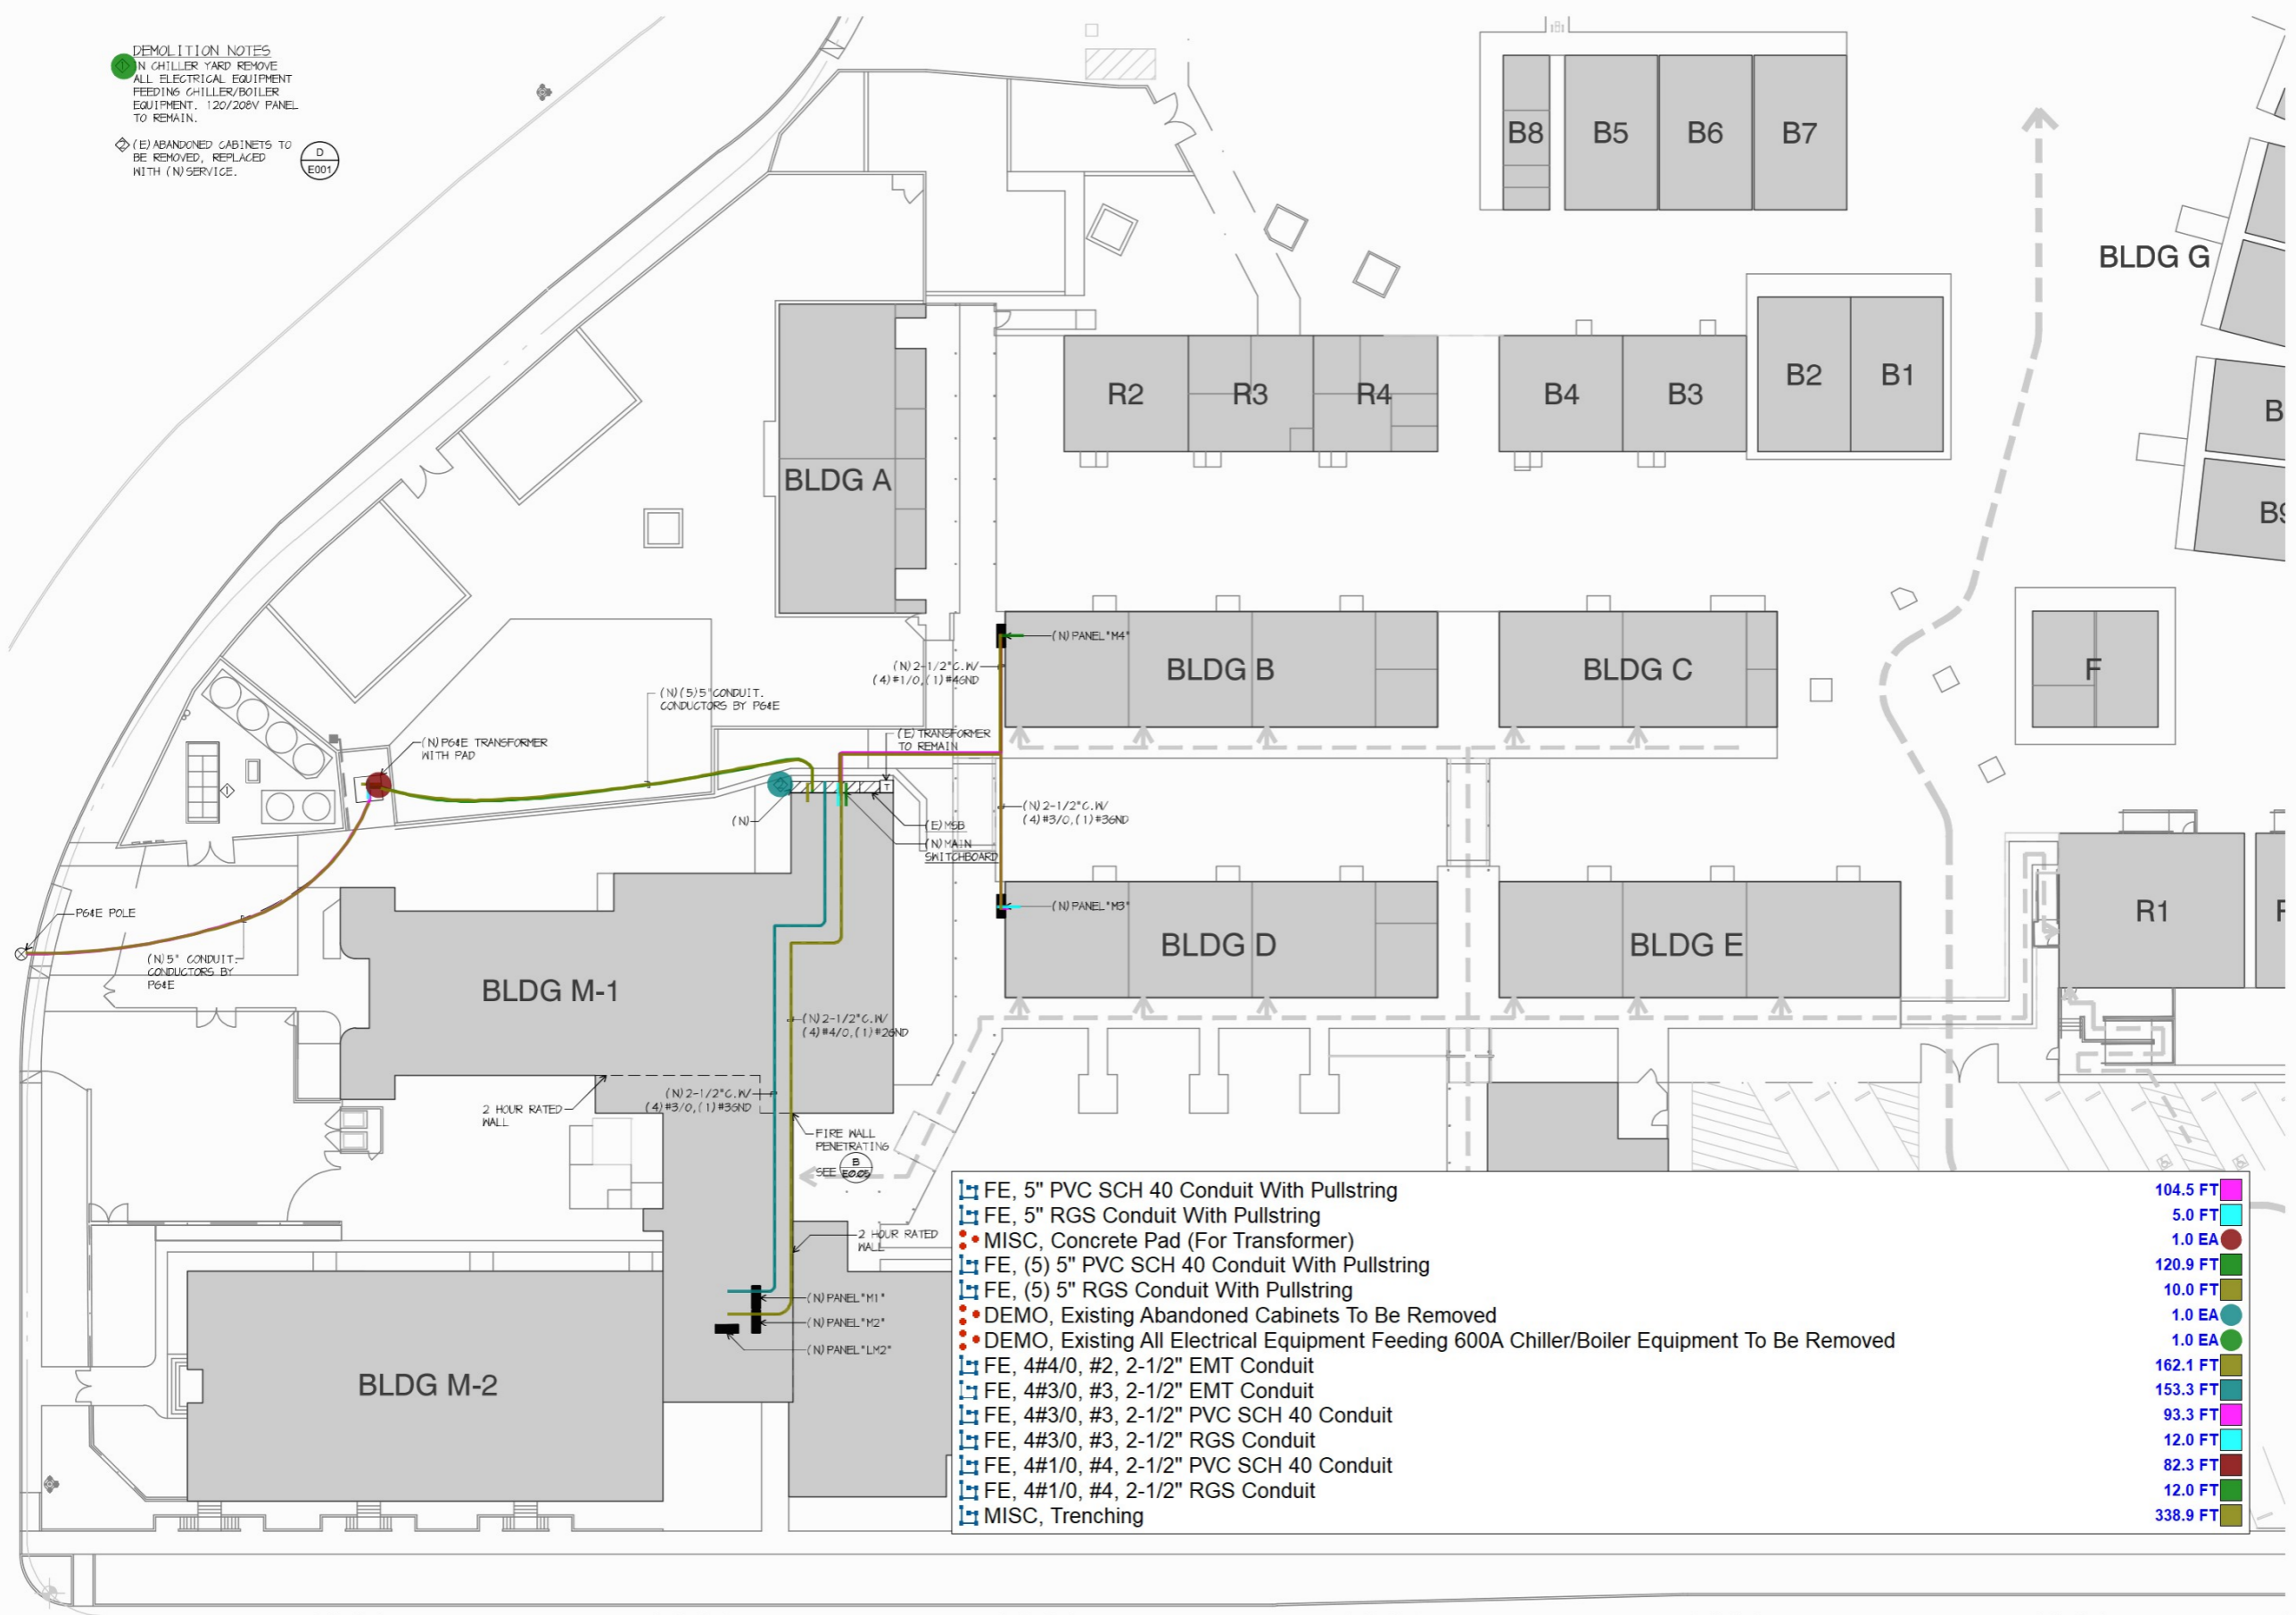 DEMOLITION NOTES
1
IN CHILLER YARD REMOVE
ALL ELECTRICAL EQUIPMENT
FEEDING CHILLER/BOILER
EQUIPMENT. 120/208V PANEL
TO REMAIN.
2
(E) ABANDONED CABINETS TO
BE REMOVED, REPLACED
WITH (N) SERVICE.
D
E001
B8
B5
B6
B7
BLDG G
R2
R3
R4
B4
B3
B2
B1
B
B9
BLDG A
(N) PANEL "M4"
(N) 2-1/2"C.W/
(4)#1/0,(1)#4GND
BLDG B
BLDG C
F
(N)(5)5"CONDUIT.
CONDUCTORS BY PG&E
(N) PG&E TRANSFORMER
WITH PAD
(E) TRANSFORMER
TO REMAIN
T
1
(N)
(E) MSB
(N) MAIN
SWITCHBOARD
(N) 2-1/2"C.W/
(4)#3/0,(1)#3GND
(N) PANEL "M3"
PG&E POLE
(N) 5" CONDUIT.
CONDUCTORS BY
PG&E
BLDG M-1
BLDG D
BLDG E
R1
(N) 2-1/2"C.W/
(4)#4/0,(1)#2GND
(N) 2-1/2"C.W/
(4)#3/0,(1)#3GND
2 HOUR RATED
WALL
FIRE WALL
PENETRATING
SEE
B
E0.05
2 HOUR RATED
WALL
(N) PANEL "M1"
(N) PANEL "M2"
(N) PANEL "LM2"
BLDG M-2
FE, 5" PVC SCH 40 Conduit With Pullstring 104.5 FT
FE, 5" RGS Conduit With Pullstring 5.0 FT
MISC, Concrete Pad (For Transformer) 1.0 EA
FE, (5) 5" PVC SCH 40 Conduit With Pullstring 120.9 FT
FE, (5) 5" RGS Conduit With Pullstring 10.0 FT
DEMO, Existing Abandoned Cabinets To Be Removed 1.0 EA
DEMO, Existing All Electrical Equipment Feeding 600A Chiller/Boiler Equipment To Be Removed 1.0 EA
FE, 4#4/0, #2, 2-1/2" EMT Conduit 162.1 FT
FE, 4#3/0, #3, 2-1/2" EMT Conduit 153.3 FT
FE, 4#3/0, #3, 2-1/2" PVC SCH 40 Conduit 93.3 FT
FE, 4#3/0, #3, 2-1/2" RGS Conduit 12.0 FT
FE, 4#1/0, #4, 2-1/2" PVC SCH 40 Conduit 82.3 FT
FE, 4#1/0, #4, 2-1/2" RGS Conduit 12.0 FT
MISC, Trenching 338.9 FT